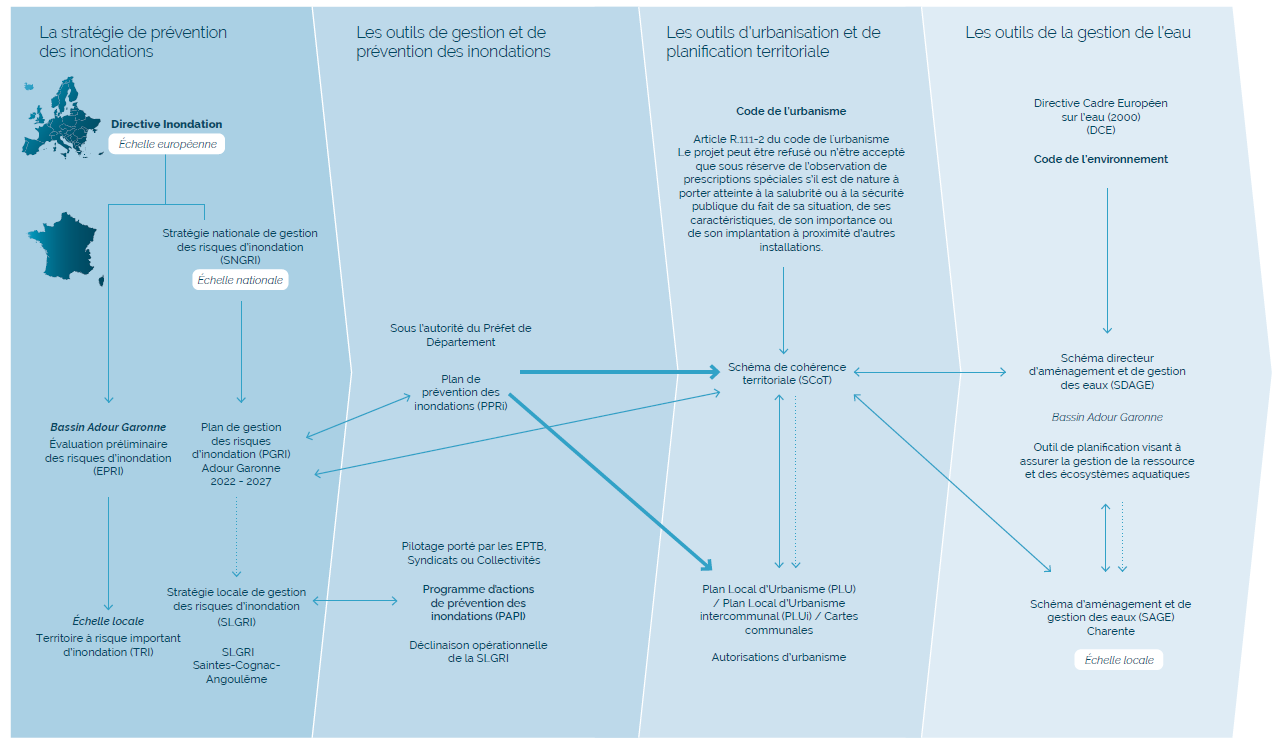 La stratégie de prévention
des inondations
Directive Inondation
Échelle européenne
Stratégie nationale de gestion
des risques d'inondation
(SNGRI)
Échelle nationale
Bassin Adour Garonne
Évaluation préliminaire
des risques d'inondation
(EPRI)
Plan de gestion
des risques
d'inondation (PGRI)
Adour Garonne
2022 - 2027
Échelle locale
Territoire à risque important
d'inondation (TRI)
Stratégie locale de gestion
des risques d'inondation
(SLGRI)
SLGRI
Saintes-Cognac-
Angoulême
Les outils de gestion et de
prévention des inondations
Sous l'autorité du Préfet de
Département
Plan de
prévention des
inondations (PPRi)
Pilotage porté par les EPTB,
Syndicats ou Collectivités
Programme d'actions
de prévention des
inondations (PAPI)
Déclinaison opérationnelle
de la SLGRI
Les outils d'urbanisation et de
planification territoriale
Code de l'urbanisme
Article R.111-2 du code de l'urbanisme
Le projet peut être refusé ou n'être accepté
que sous réserve de l'observation de
prescriptions spéciales s'il est de nature à
porter atteinte à la salubrité ou à la sécurité
publique du fait de sa situation, de ses
caractéristiques, de son importance ou
de son implantation à proximité d'autres
installations.
Schéma de cohérence
territoriale (SCoT)
Plan Local d'Urbanisme (PLU)
/ Plan Local d'Urbanisme
intercommunal (PLUi) / Cartes
communales
Autorisations d'urbanisme
Les outils de la gestion de l'eau
Directive Cadre Européen
sur l'eau (2000)
(DCE)
Code de l'environnement
Schéma directeur
d'aménagement et de gestion
des eaux (SDAGE)
Bassin Adour Garonne
Outil de planification visant à
assurer la gestion de la ressource
et des écosystèmes aquatiques
Schéma d'aménagement et de
gestion des eaux (SAGE)
Charente
Échelle locale